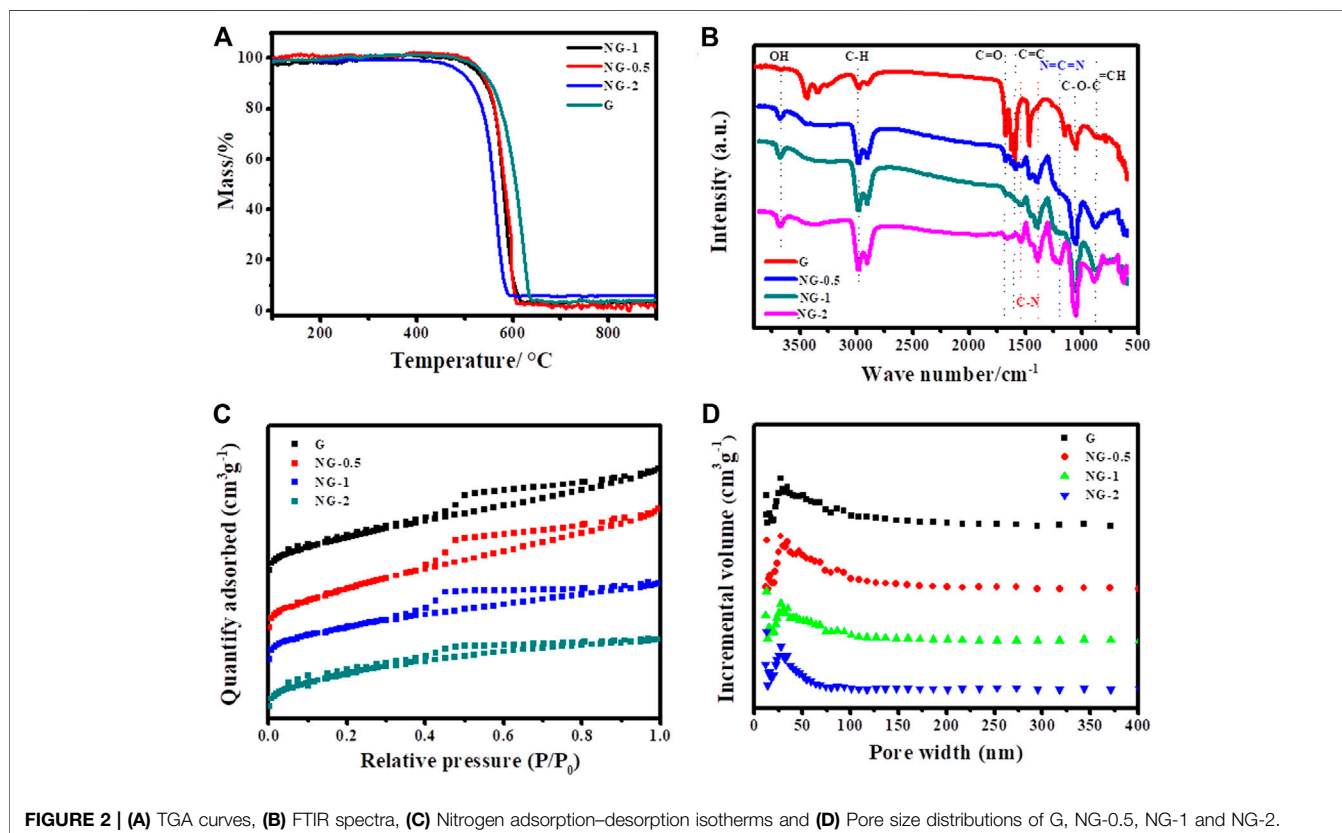 A
NG-1
NG-0.5
NG-2
G
100
80
60
40
20
0
Mass/%
200
400
600
800
Temperature/ °C
B
OH
C-H
C=O
C=C
N=C=N
C-O-C
=CH
G
NG-0.5
NG-1
NG-2
C-N
Intensity (a.u.)
3500
3000
2500
2000
1500
1000
500
Wave number/cm-1
C
G
NG-0.5
NG-1
NG-2
Quantify adsorbed (cm3g-1)
0.0
0.2
0.4
0.6
0.8
1.0
Relative pressure (P/P0)
D
G
NG-0.5
NG-1
NG-2
Incremental volume (cm3g-1)
0
50
100
150
200
250
300
350
400
Pore width (nm)
FIGURE 2 | (A) TGA curves, (B) FTIR spectra, (C) Nitrogen adsorption–desorption isotherms and (D) Pore size distributions of G, NG-0.5, NG-1 and NG-2.